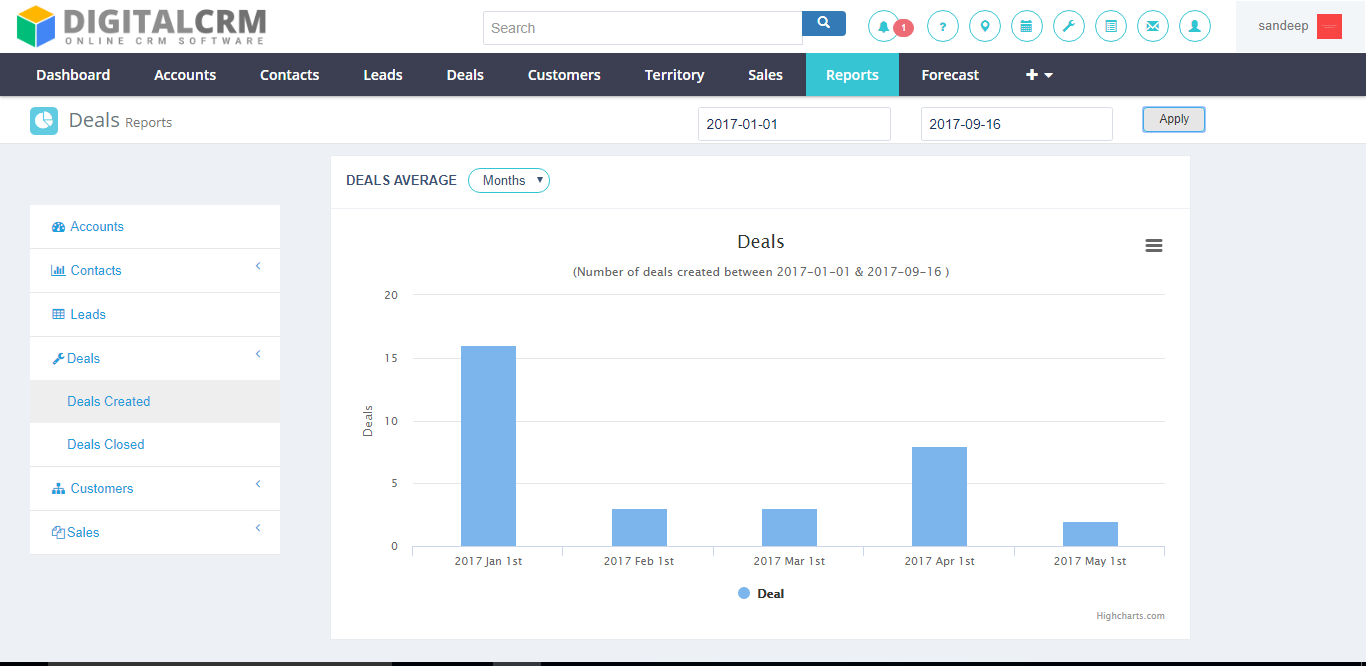 DIGITALCRM
ONLINE CRM SOFTWARE
Search
1
?
sandeep
Dashboard Accounts Contacts Leads Deals Customers Territory Sales Reports Forecast
Deals Reports
2017-01-01
2017-09-16
Apply
Accounts
Contacts
Leads
Deals
Deals Created
Deals Closed
Customers
Sales
DEALS AVERAGE Months
Deals
(Number of deals created between 2017-01-01 & 2017-09-16 )
Deals
20
15
10
5
0
2017 Jan 1st 2017 Feb 1st 2017 Mar 1st 2017 Apr 1st 2017 May 1st
Deal
Highcharts.com